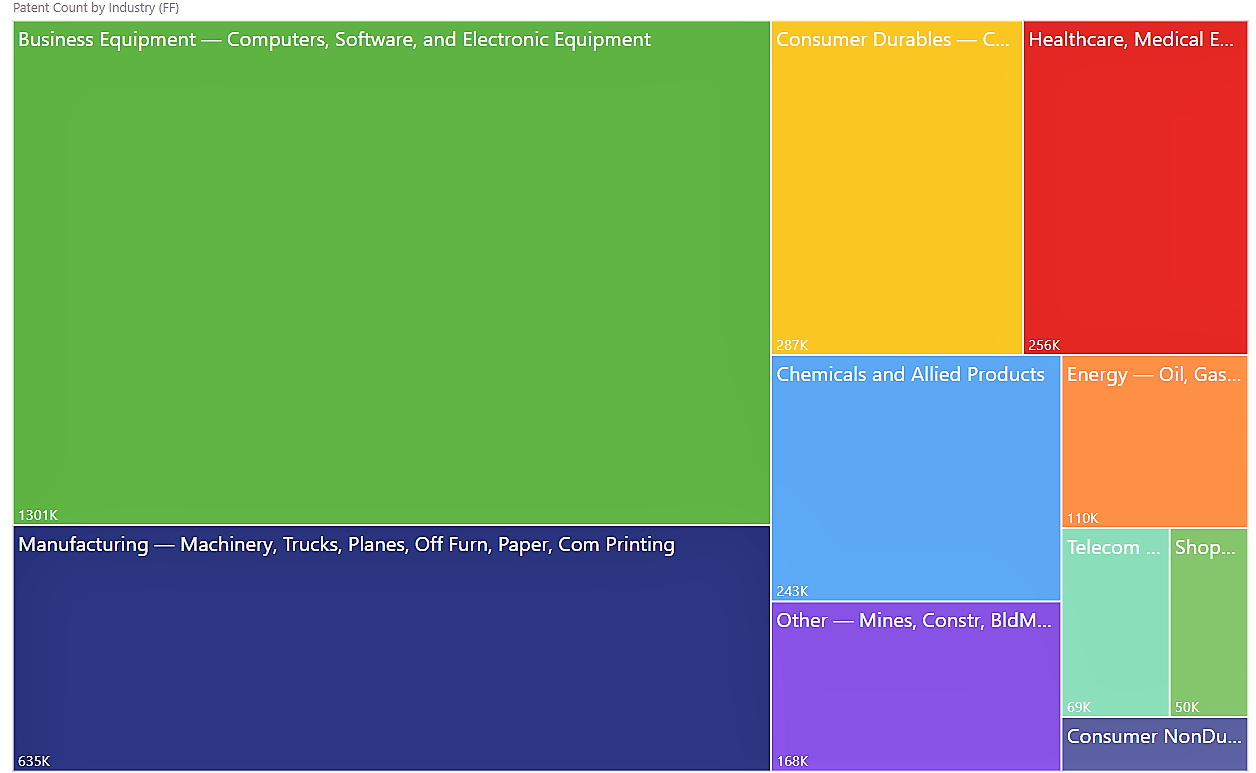 Patent Count by Industry (FF)
Business Equipment — Computers, Software, and Electronic Equipment
1301K
Manufacturing — Machinery, Trucks, Planes, Off Furn, Paper, Com Printing
635K
Consumer Durables — C...
287K
Healthcare, Medical E...
256K
Chemicals and Allied Products
243K
Other — Mines, Constr, BldM...
168K
Energy — Oil, Gas...
110K
Telecom ...
69K
Shop...
50K
Consumer NonDu...